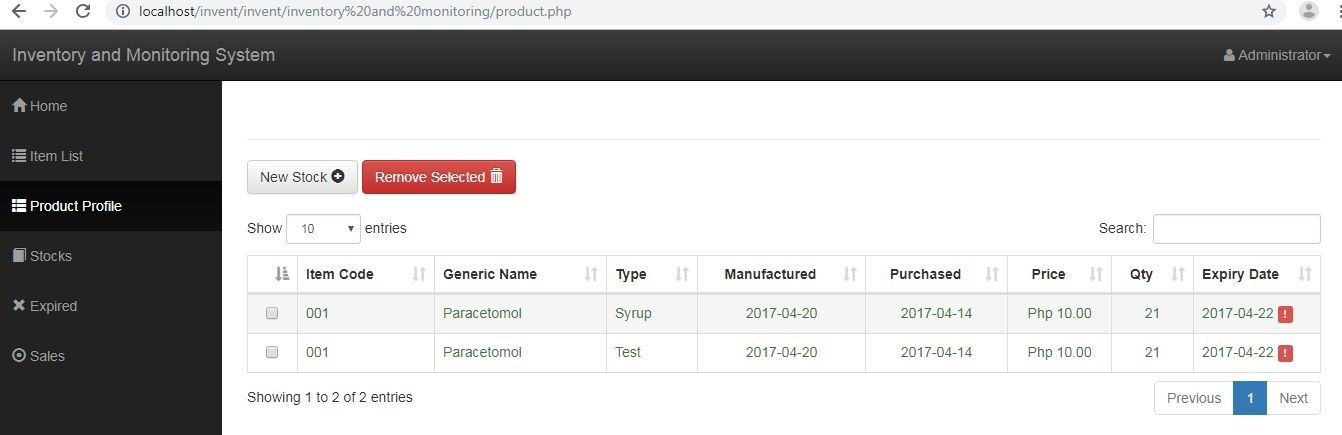 localhost/invent/invent/inventory%20and%20monitoring/product.php
Inventory and Monitoring System Administrator
Home
Item List
Product Profile
Stocks
Expired
Sales
New Stock Remove Selected
Show 10 entries Search:
Item Code Generic Name Type Manufactured Purchased Price Qty Expiry Date
001 Paracetomol Syrup 2017-04-20 2017-04-14 Php 10.00 21 2017-04-22 !
001 Paracetomol Test 2017-04-20 2017-04-14 Php 10.00 21 2017-04-22 !
Showing 1 to 2 of 2 entries Previous 1 Next